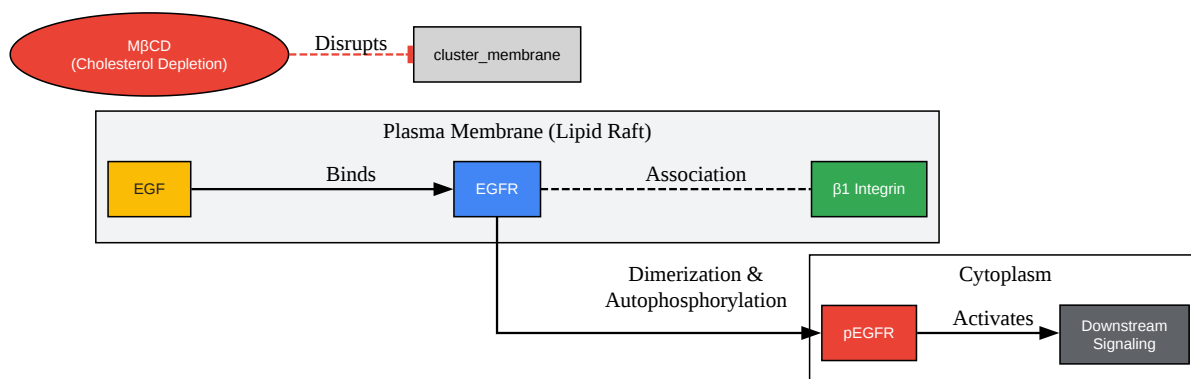 MβCD
(Cholesterol Depletion)
Disrupts
cluster_membrane
Plasma Membrane (Lipid Raft)
EGF
Binds
EGFR
Association
β1 Integrin
Dimerization &
Autophosphorylation
Cytoplasm
pEGFR
Activates
Downstream
Signaling